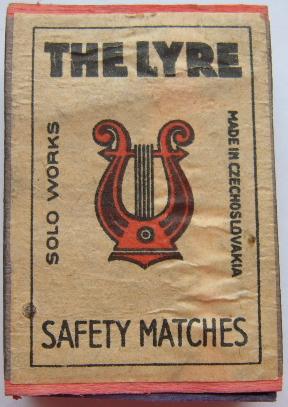 THE LYRE
SOLO WORKS
MADE IN CZECHOSLOVAKIA
SAFETY MATCHES